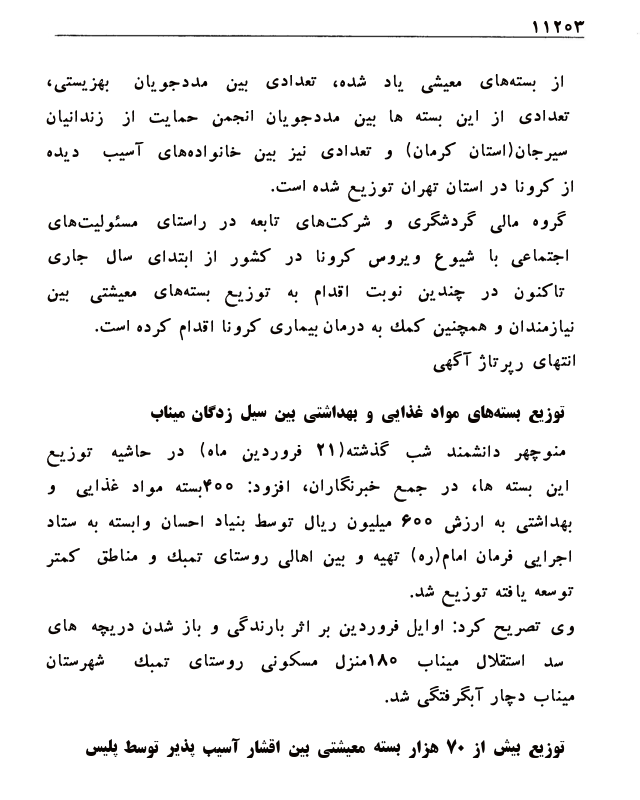 ۱۱۲۰۳
از بسته‌های معیشی یاد شده، تعدادی بین مددجویان بهزیستی،
تعدادی از این بسته ها بین مددجویان انجمن حمایت از زندانیان
سیرجان(استان کرمان) و تعدادی نیز بین خانواده‌های آسیب دیده
از کرونا در استان تهران توزیع شده است.
گروه مالی گردشگری و شرکت‌های تابعه در راستای مسئولیت‌های
اجتماعی با شیوع ویروس کرونا در کشور از ابتدای سال جاری
تاکنون در چندین نوبت اقدام به توزیع بسته‌های معیشتی بین
نیازمندان و همچنین کمك به درمان بیماری کرونا اقدام کرده است.
انتهای رپرتاژ آگهی
توزیع بسته‌های مواد غذایی و بهداشتی بین سیل زدگان میناب
منوچهر دانشمند شب گذشته(۲۱ فروردین ماه) در حاشیه توزیع
این بسته ها، در جمع خبرنگاران، افزود: ۴۰۰بسته مواد غذایی و
بهداشتی به ارزش ۶۰۰ میلیون ریال توسط بنیاد احسان وابسته به ستاد
اجرایی فرمان امام(ره) تهیه و بین اهالی روستای تمبك و مناطق کمتر
توسعه یافته توزیع شد.
وی تصریح کرد: اوایل فروردین بر اثر بارندگی و باز شدن دریچه های
سد استقلال میناب ۱۸۰منزل مسکونی روستای تمبك شهرستان
میناب دچار آبگرفتگی شد.
توزیع بیش از ۷۰ هزار بسته معیشتی بین اقشار آسیب پذیر توسط پلیس